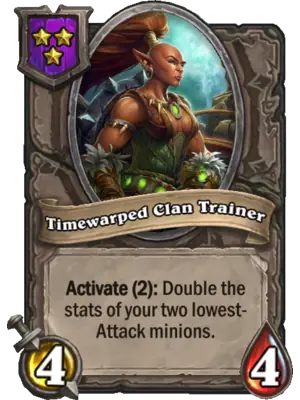 Timewarped Clan Trainer
Activate (2): Double the
stats of your two lowest-
Attack minions.
4 4